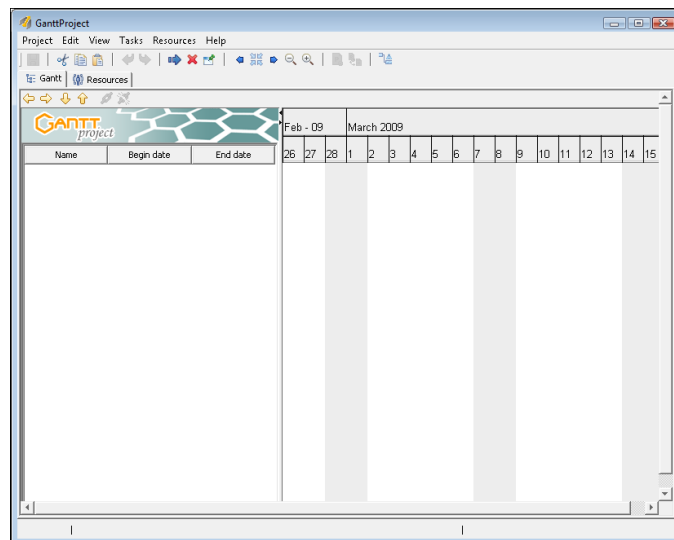 GanttProject
Project Edit View Tasks Resources Help
Gantt Resources
GANTT project
Feb - 09 March 2009
Name Begin date End date 26 27 28 1 2 3 4 5 6 7 8 9 10 11 12 13 14 15